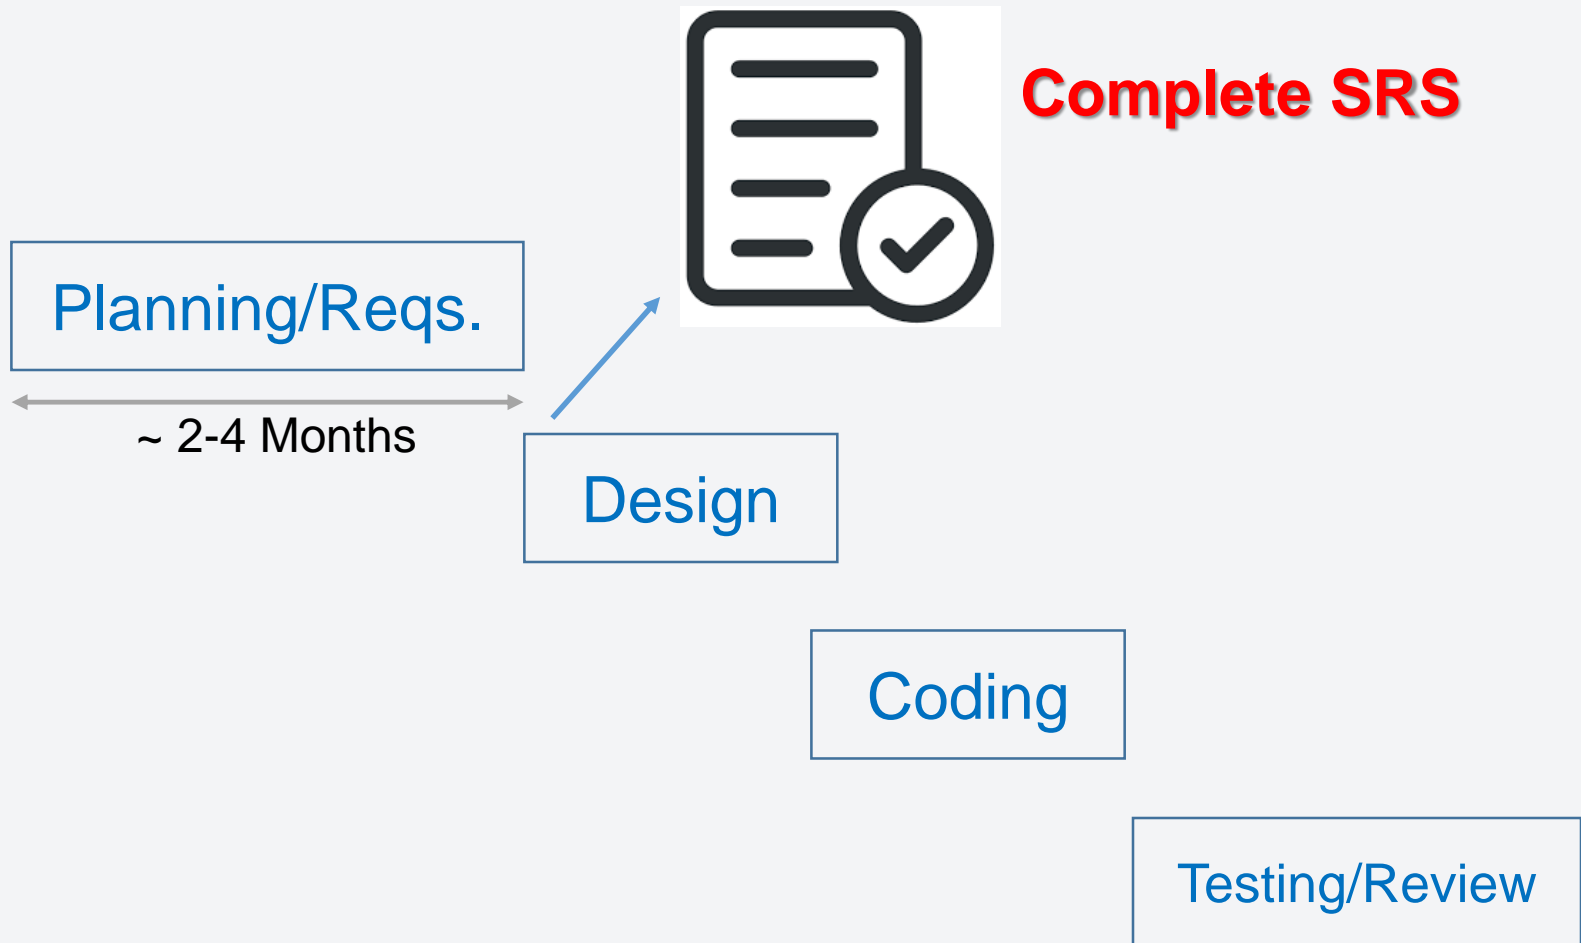 Complete SRS
Planning/Reqs.
~ 2-4 Months
Design
Coding
Testing/Review